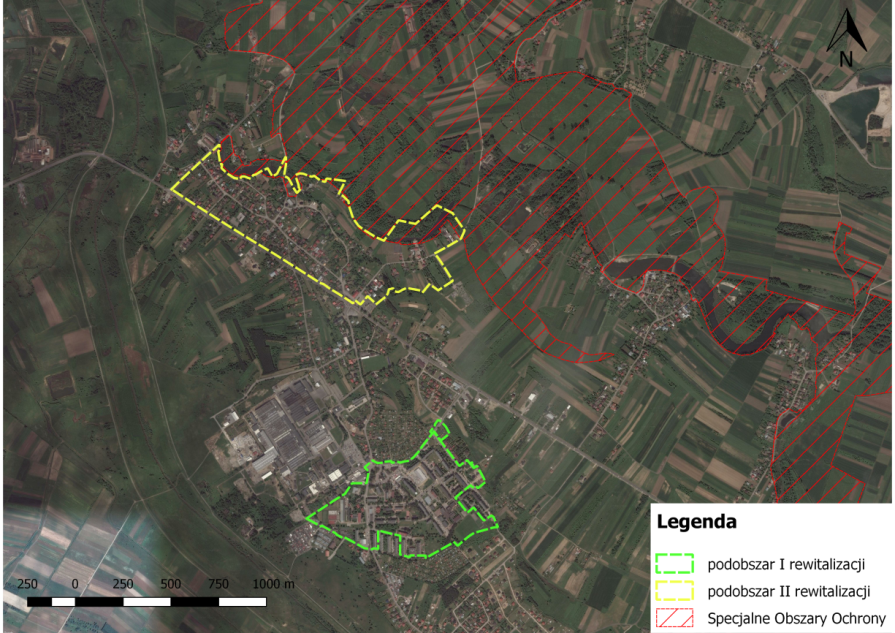 N
Legenda
podobszar I rewitalizacji
podobszar II rewitalizacji
Specjalne Obszary Ochrony
250 0 250 500 750 1000 m